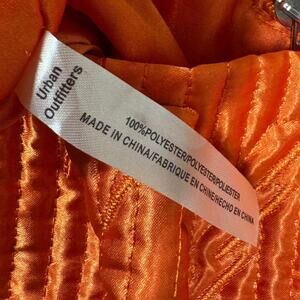 Urban
Outfitters
100%POLYESTER/POLYESTER/POLIESTER
MADE IN CHINA/FABRIQUE EN CHINE/HECHO EN CHINA